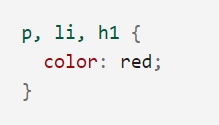 p, li, h1 {
  color: red;
}